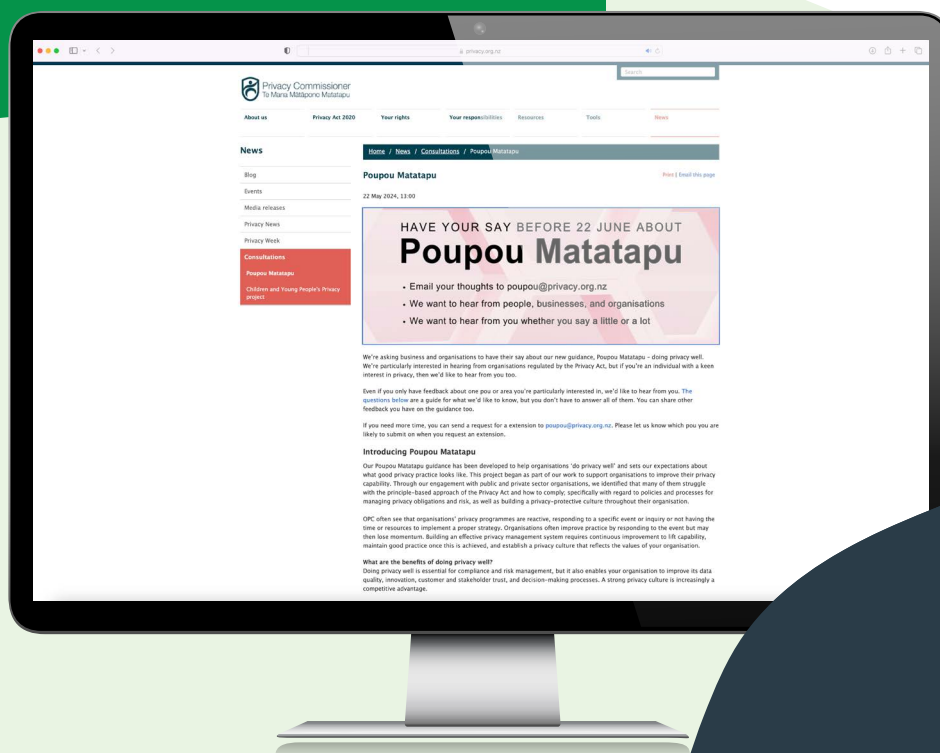 privacy.org.nz
Search
Privacy Commissioner
Te Mana Mātāpono Matatapu
About us
Privacy Act 2020
Your rights
Your responsibilities
Resources
Tools
News
News
Blog
Events
Media releases
Privacy News
Privacy Week
Consultations
Poupou Matatapu
Children and Young People's Privacy
project
Home / News / Consultations / Poupou Matatapu
Poupou Matatapu
Print | Email this page
22 May 2024, 13:00
HAVE YOUR SAY BEFORE 22 JUNE ABOUT
Poupou Matatapu
• Email your thoughts to poupou@privacy.org.nz
• We want to hear from people, businesses, and organisations
• We want to hear from you whether you say a little or a lot
We're asking business and organisations to have their say about our new guidance, Poupou Matatapu – doing privacy well.
We're particularly interested in hearing from organisations regulated by the Privacy Act, but if you're an individual with a keen
interest in privacy, then we'd like to hear from you too.
Even if you only have feedback about one pou or area you're particularly interested in, we'd like to hear from you. The
questions below are a guide for what we'd like to know, but you don't have to answer all of them. You can share other
feedback you have on the guidance too.
If you need more time, you can send a request for a extension to poupou@privacy.org.nz. Please let us know which pou you are
likely to submit on when you request an extension.
Introducing Poupou Matatapu
Our Poupou Matatapu guidance has been developed to help organisations 'do privacy well' and sets our expectations about
what good privacy practice looks like. This project began as part of our work to support organisations to improve their privacy
capability. Through our engagement with public and private sector organisations, we identified that many of them struggle
with the principle-based approach of the Privacy Act and how to comply; specifically with regard to policies and processes for
managing privacy obligations and risk, as well as building a privacy-protective culture throughout their organisation.
OPC often see that organisations' privacy programmes are reactive, responding to a specific event or inquiry or not having the
time or resources to implement a proper strategy. Organisations often improve practice by responding to the event but may
then lose momentum. Building an effective privacy management system requires continuous improvement to lift capability,
maintain good practice once this is achieved, and establish a privacy culture that reflects the values of your organisation.
What are the benefits of doing privacy well?
Doing privacy well is essential for compliance and risk management, but it also enables your organisation to improve its data
quality, innovation, customer and stakeholder trust, and decision-making processes. A strong privacy culture is increasingly a
competitive advantage.